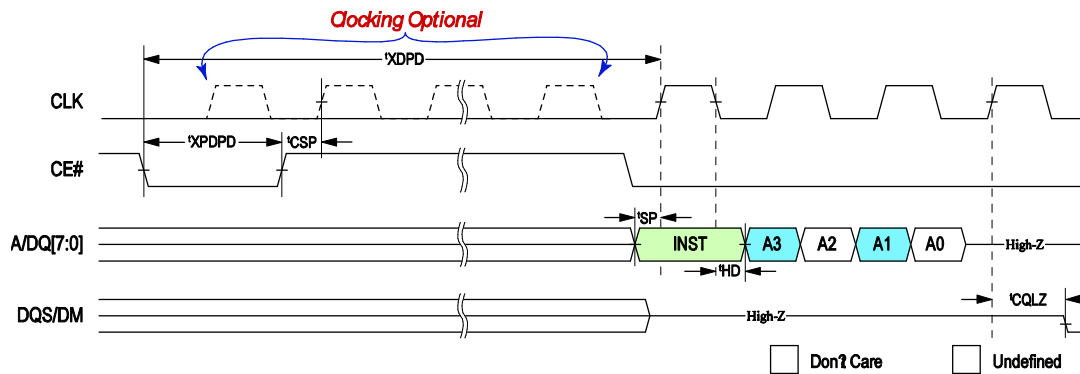 Clocking Optional
tXDPD
CLK
tXPDPD
tCSP
CE#
tSP
A/DQ[7:0]
INST
A3
A2
A1
A0
High-Z
tHD
tCQLZ
DQS/DM
High-Z
Don?t Care
Undefined